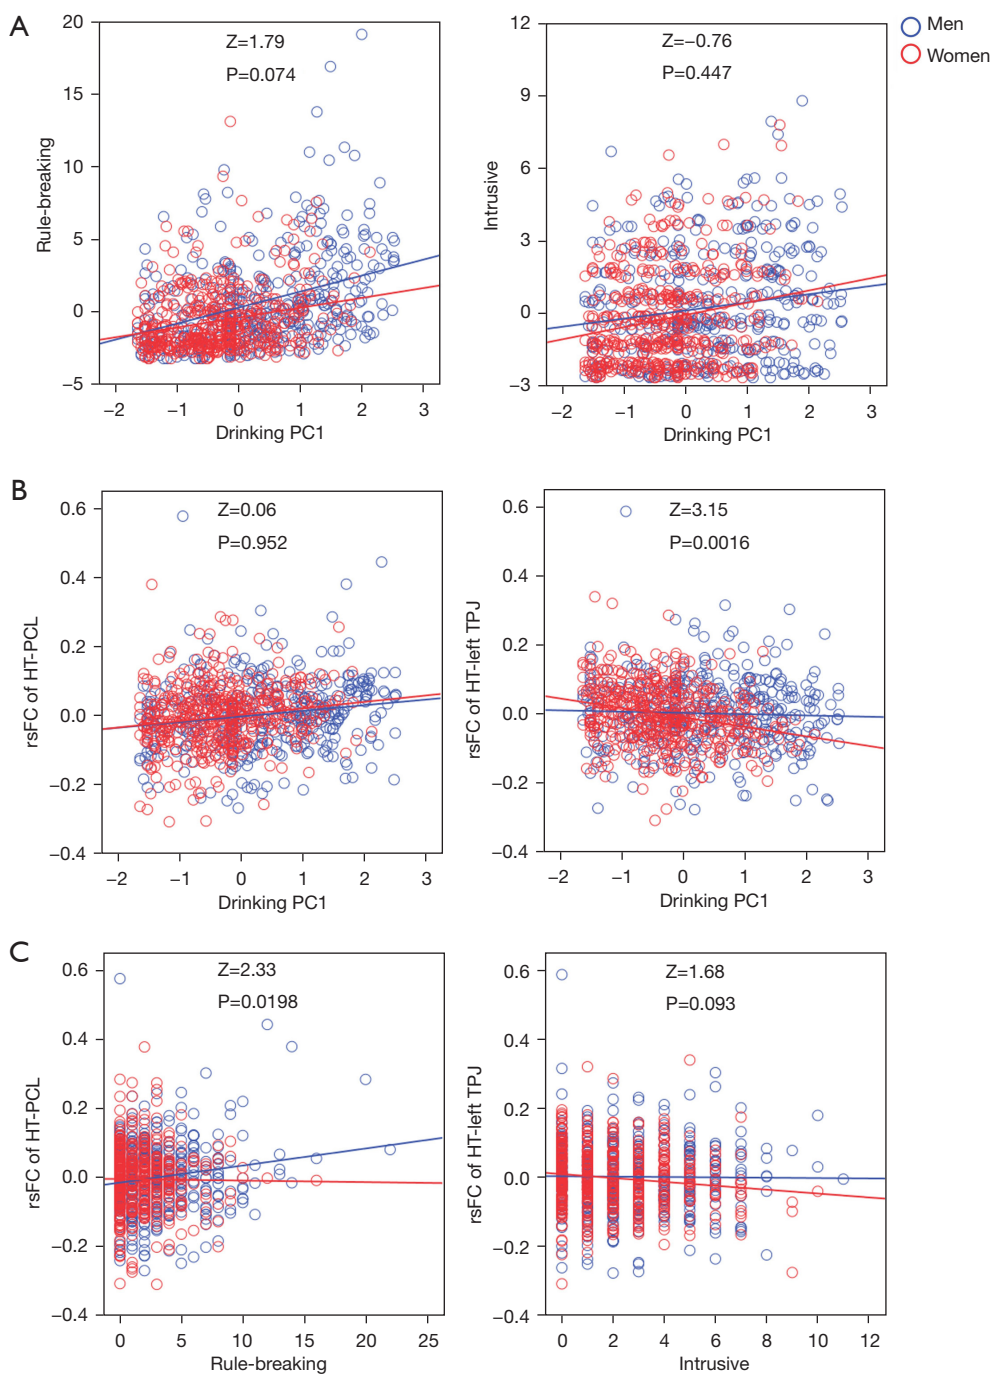 A
Men
Women
Z=1.79
P=0.074
Rule-breaking
20
15
10
5
0
−5
−2 −1 0 1 2 3
Drinking PC1
Z=−0.76
P=0.447
Intrusive
12
9
6
3
0
−3
−2 −1 0 1 2 3
Drinking PC1
B
Z=0.06
P=0.952
rsFC of HT-PCL
0.6
0.4
0.2
0.0
−0.2
−0.4
−2 −1 0 1 2 3
Drinking PC1
Z=3.15
P=0.0016
rsFC of HT-left TPJ
0.6
0.4
0.2
0.0
−0.2
−0.4
−2 −1 0 1 2 3
Drinking PC1
C
Z=2.33
P=0.0198
rsFC of HT-PCL
0.6
0.4
0.2
0.0
−0.2
−0.4
0 5 10 15 20 25
Rule-breaking
Z=1.68
P=0.093
rsFC of HT-left TPJ
0.6
0.4
0.2
0.0
−0.2
−0.4
0 2 4 6 8 10 12
Intrusive